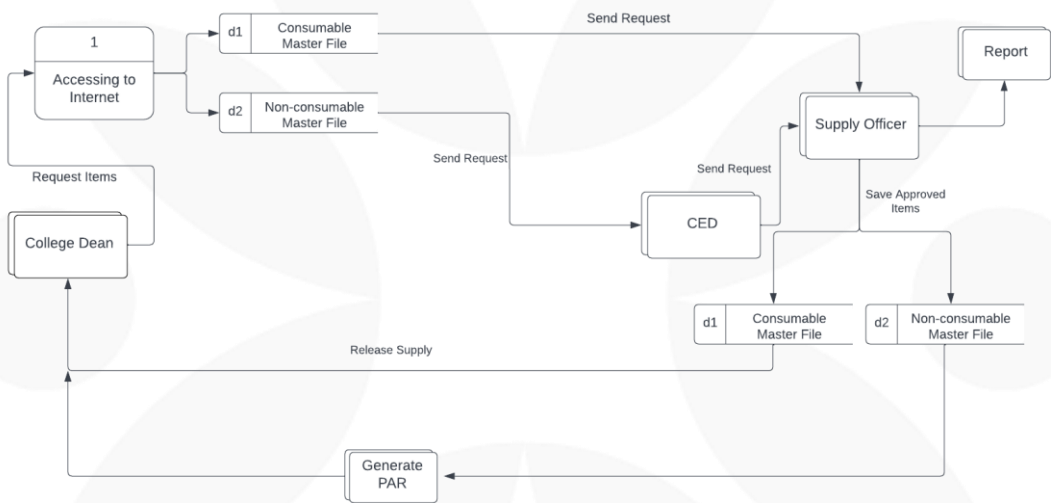 Send Request
1
Accessing to
Internet
d1
Consumable
Master File
d2
Non-consumable
Master File
Report
Supply Officer
Send Request
Send Request
Request Items
College Dean
CED
Save Approved
Items
d1
Consumable
Master File
d2
Non-consumable
Master File
Release Supply
Generate
PAR